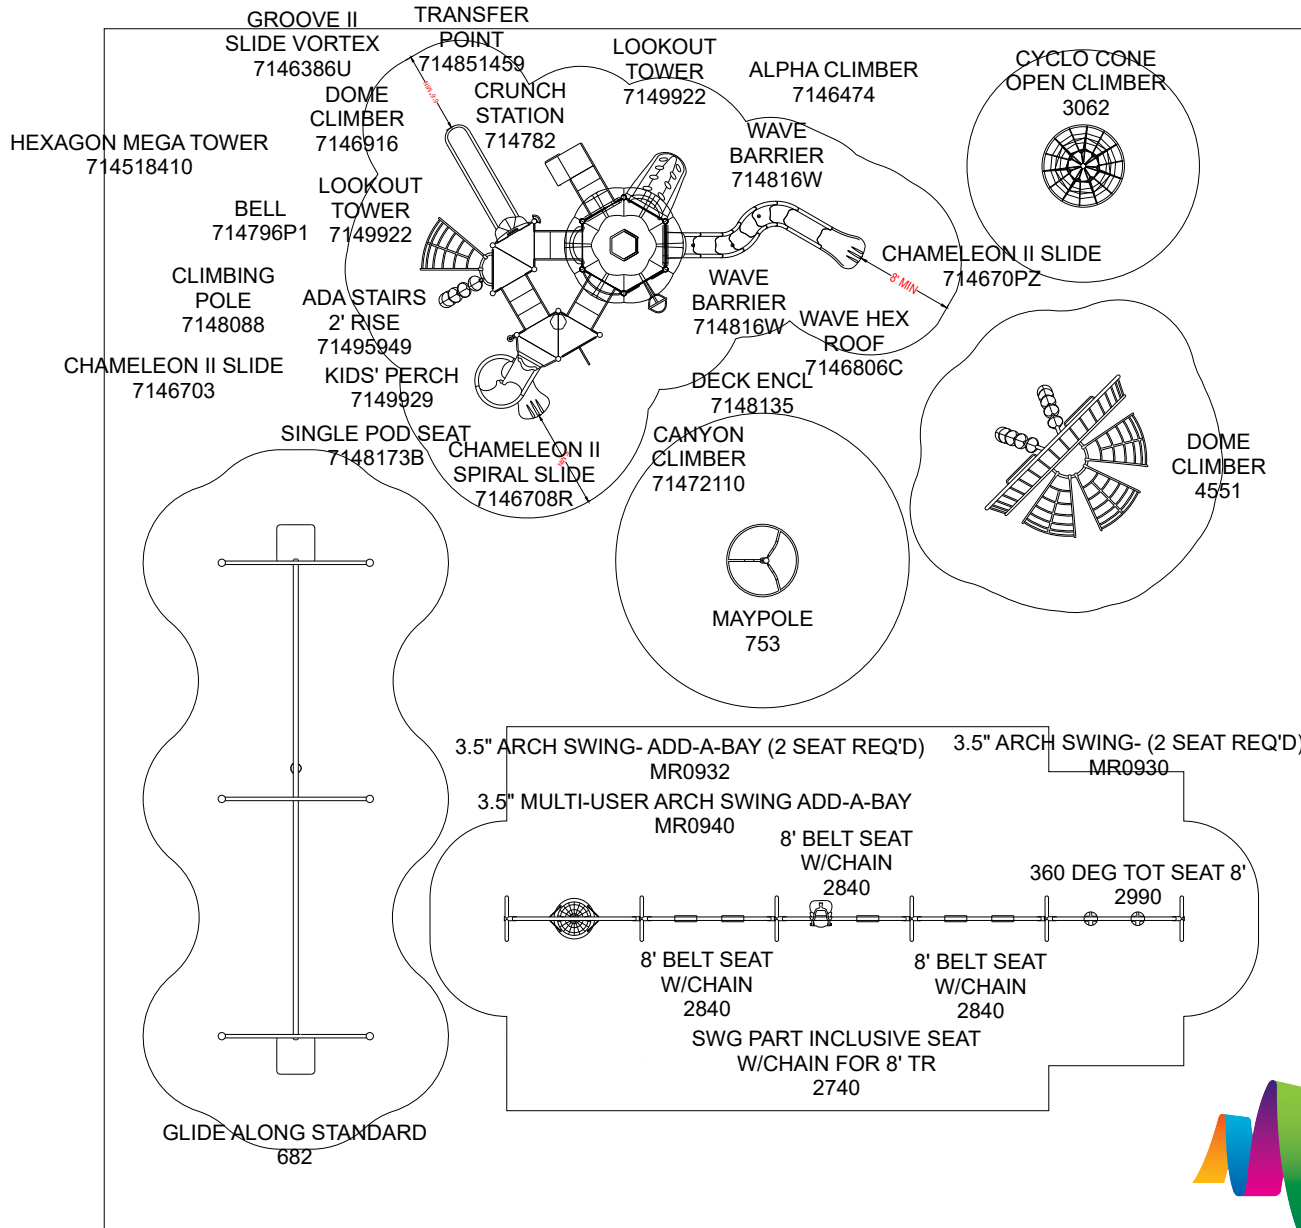 GROOVE II
SLIDE VORTEX
7146386U
TRANSFER
POINT
714851459
LOOKOUT
TOWER
7149922
ALPHA CLIMBER
7146474
CYCLO CONE
OPEN CLIMBER
3062
DOME
CLIMBER
7146916
CRUNCH
STATION
714782
HEXAGON MEGA TOWER
714518410
WAVE
BARRIER
714816W
LOOKOUT
TOWER
7149922
BELL
714796P1
CHAMELEON II SLIDE
714670PZ
8' MIN
CLIMBING
POLE
7148088
ADA STAIRS
2' RISE
71495949
WAVE
BARRIER
714816W
WAVE HEX
ROOF
7146806C
CHAMELEON II SLIDE
7146703
KIDS' PERCH
7149929
DECK ENCL
7148135
SINGLE POD SEAT
7148173B
CHAMELEON II
SPIRAL SLIDE
7146708R
CANYON
CLIMBER
71472110
DOME
CLIMBER
4551
MAYPOLE
753
3.5" ARCH SWING- ADD-A-BAY (2 SEAT REQ'D)
MR0932
3.5" ARCH SWING- (2 SEAT REQ'D)
MR0930
3.5" MULTI-USER ARCH SWING ADD-A-BAY
MR0940
8' BELT SEAT
W/CHAIN
2840
360 DEG TOT SEAT 8'
2990
8' BELT SEAT
W/CHAIN
2840
8' BELT SEAT
W/CHAIN
2840
SWG PART INCLUSIVE SEAT
W/CHAIN FOR 8' TR
2740
GLIDE ALONG STANDARD
682